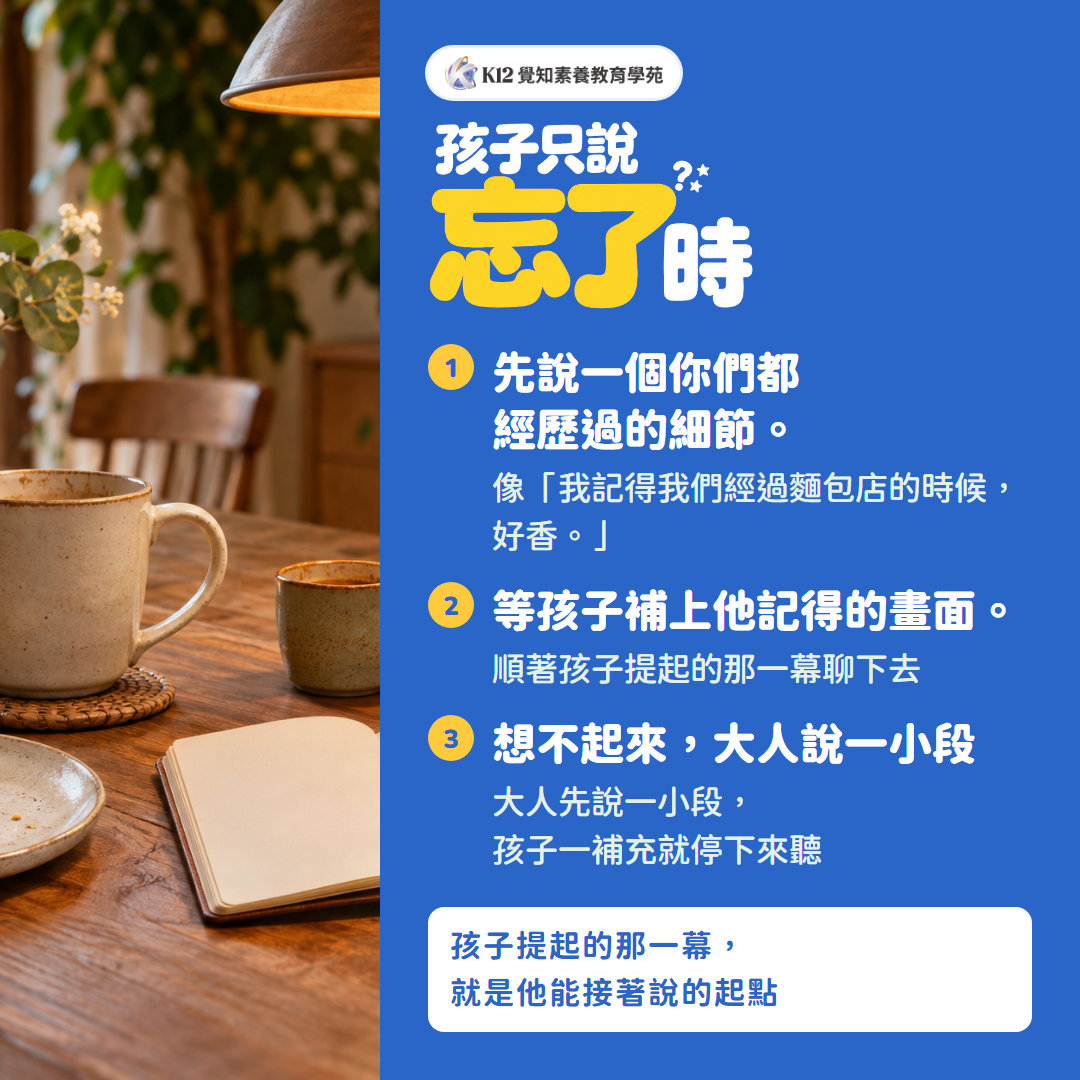 K12 覺知素養教育學苑
孩子只說
忘了時
?
1
先說一個你們都
經歷過的細節。
像「我記得我們經過麵包店的時候，
好香。」
2
等孩子補上他記得的畫面。
順著孩子提起的那一幕聊下去
3
想不起來，大人說一小段
大人先說一小段，
孩子一補充就停下來聽
孩子提起的那一幕，
就是他能接著說的起點